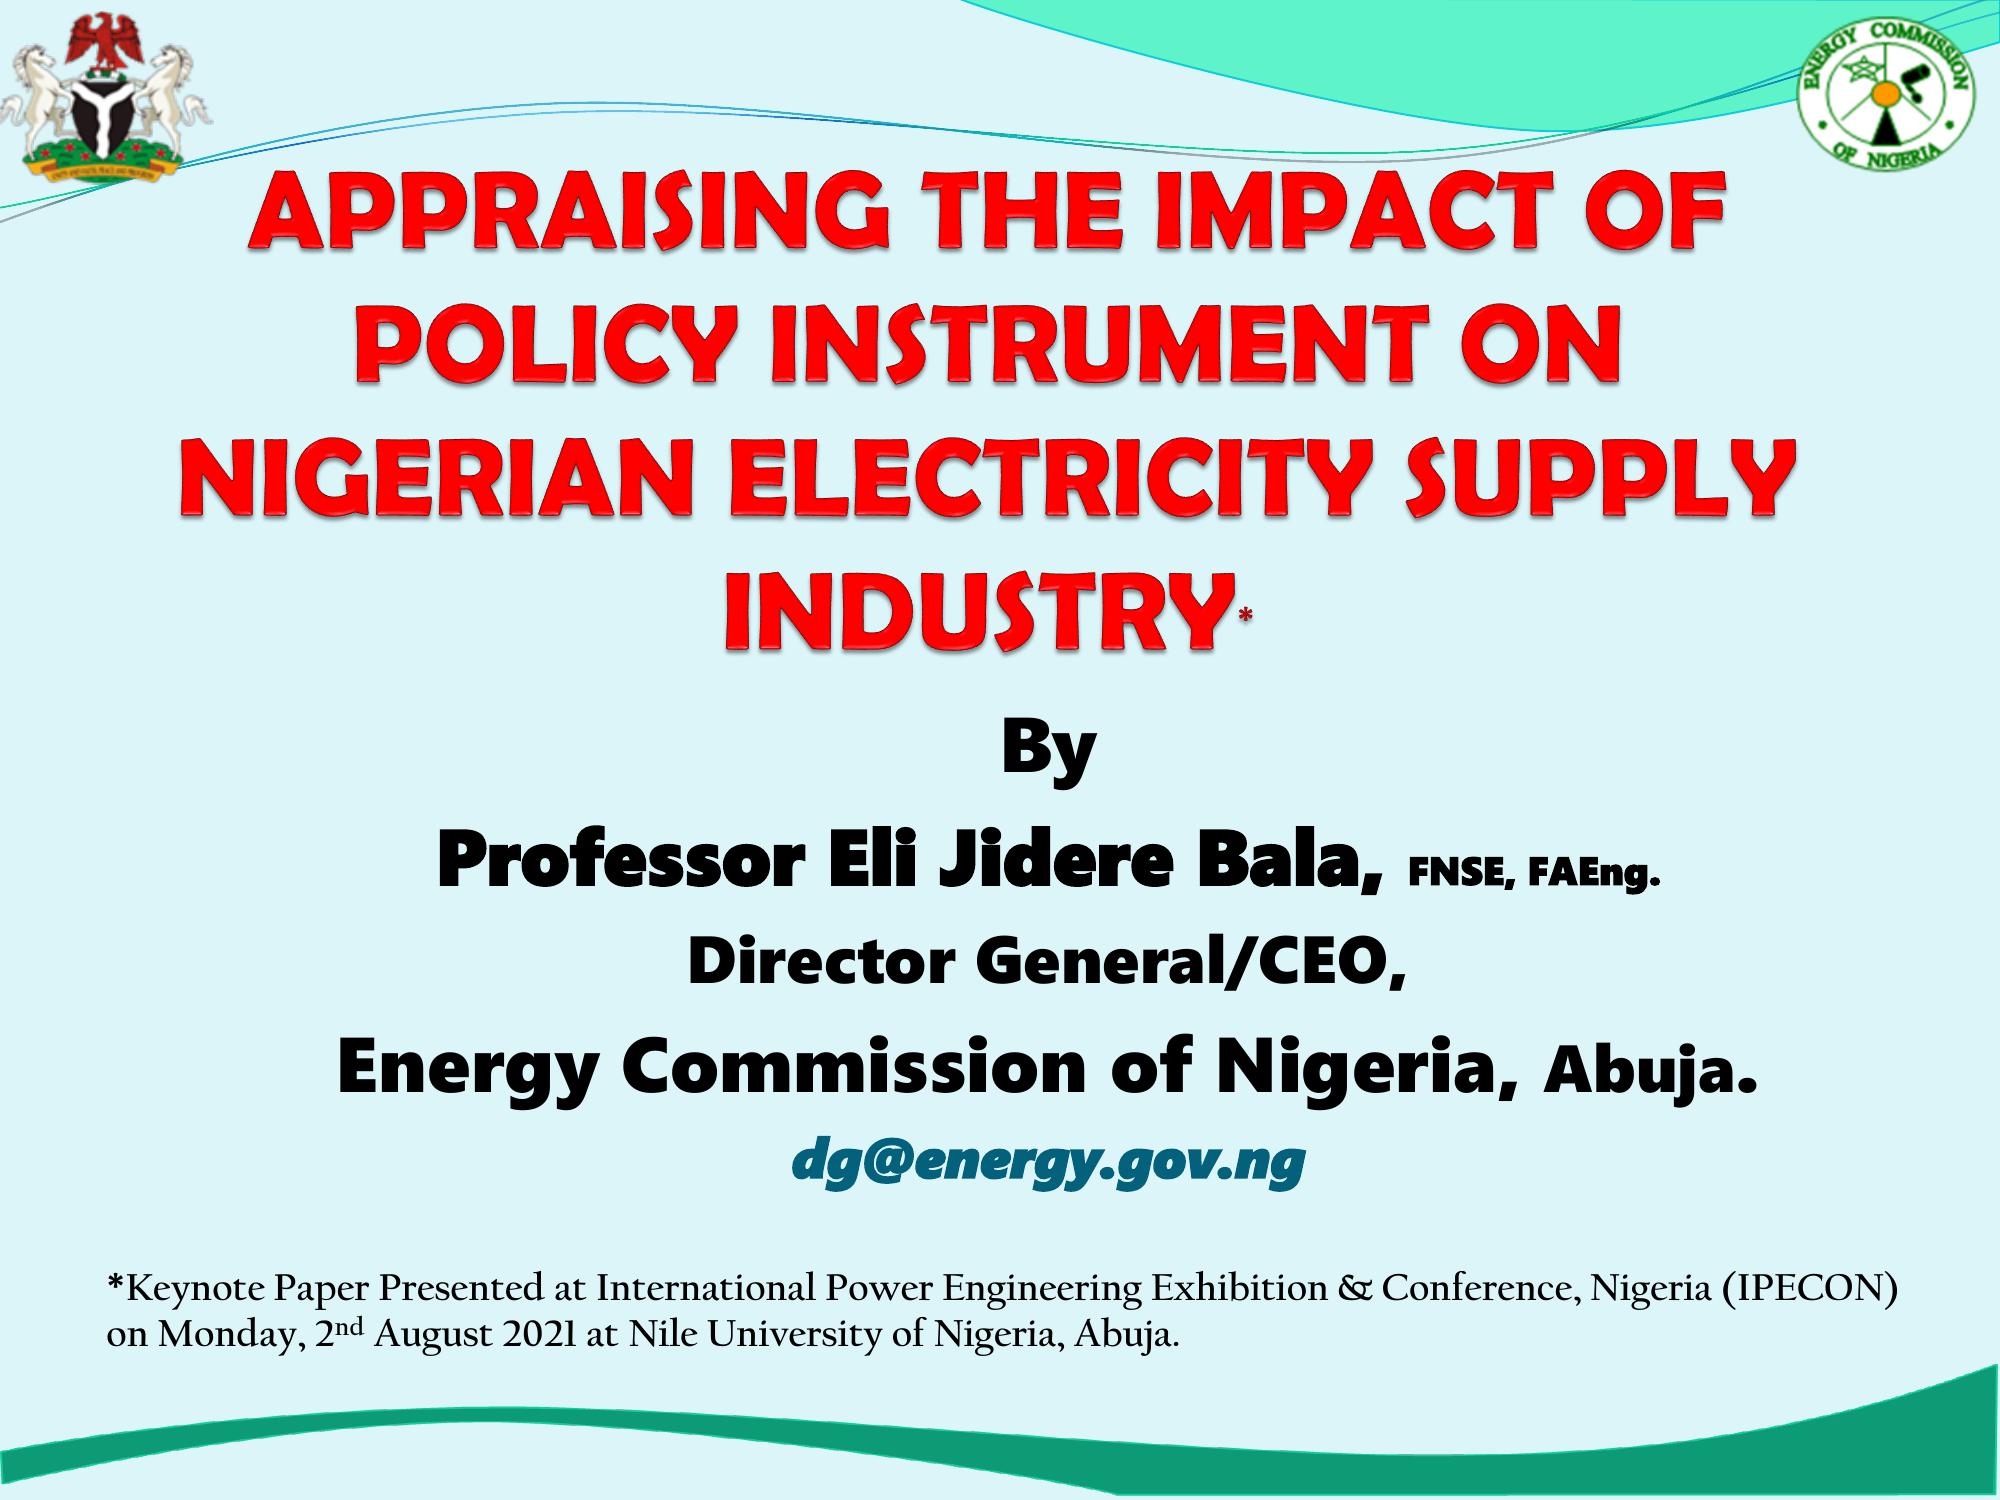 ENERGY COMMISSION
OF NIGERIA
APPRAISING THE IMPACT OF
POLICY INSTRUMENT ON
NIGERIAN ELECTRICITY SUPPLY
INDUSTRY*
By
Professor Eli Jidere Bala, FNSE, FAEng.
Director General/CEO,
Energy Commission of Nigeria, Abuja.
dg@energy.gov.ng
*Keynote Paper Presented at International Power Engineering Exhibition & Conference, Nigeria (IPECON)
on Monday, 2nd August 2021 at Nile University of Nigeria, Abuja.